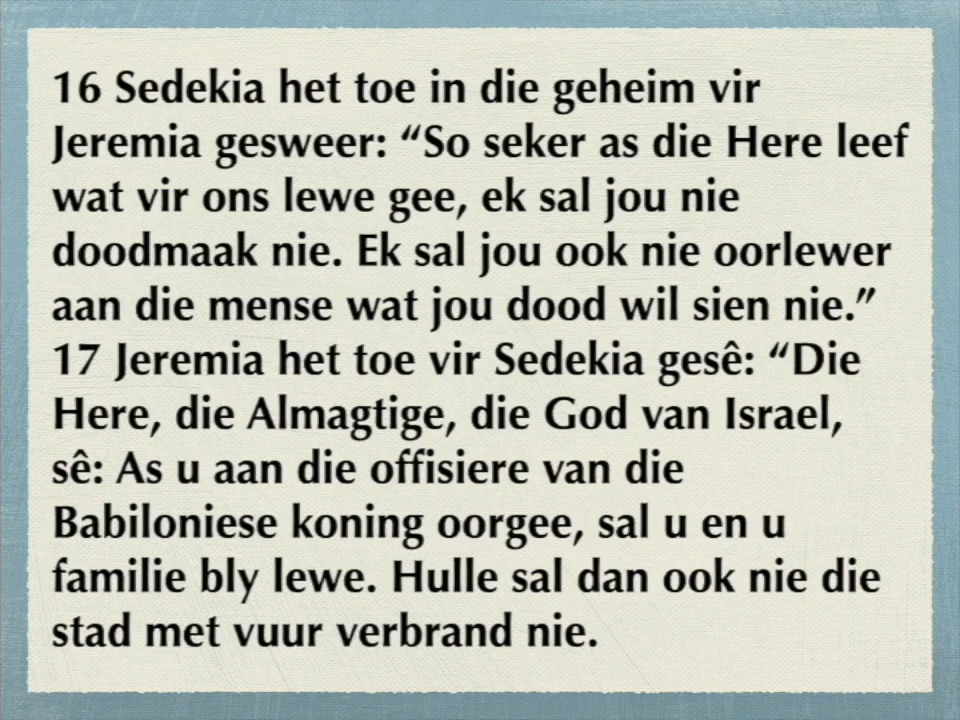 16 Sedekia het toe in die geheim vir
Jeremia gesweer: “So seker as die Here leef
wat vir ons lewe gee, ek sal jou nie
doodmaak nie. Ek sal jou ook nie oorlewer
aan die mense wat jou dood wil sien nie.”
17 Jeremia het toe vir Sedekia gesê: “Die
Here, die Almagtige, die God van Israel,
sê: As u aan die offisiere van die
Babiloniese koning oorgee, sal u en u
familie bly lewe. Hulle sal dan ook nie die
stad met vuur verbrand nie.